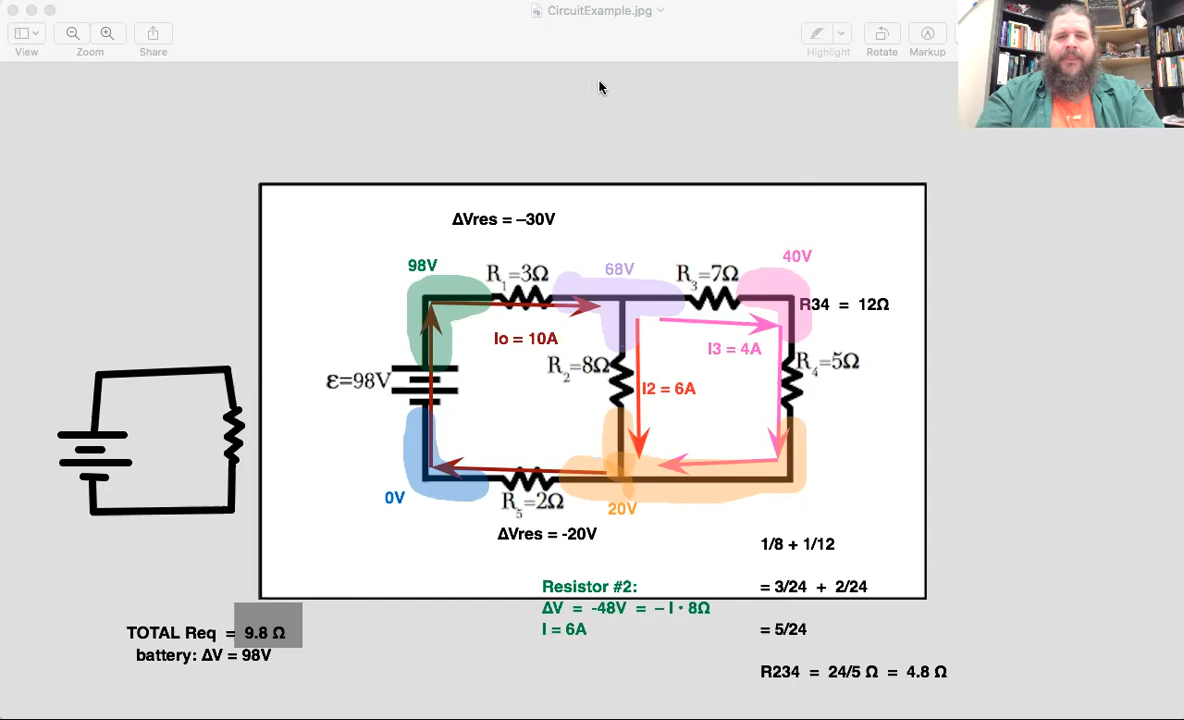 CircuitExample.jpg
View
Zoom
Share
Highlight
Rotate
Markup
ΔVres = –30V
98V
R1=3Ω
68V
R3=7Ω
40V
R34 = 12Ω
Io = 10A
I3 = 4A
R2=8Ω
R4=5Ω
ε=98V
I2 = 6A
0V
R5=2Ω
20V
ΔVres = -20V
1/8 + 1/12
Resistor #2:
= 3/24 + 2/24
ΔV = -48V = – I · 8Ω
I = 6A
= 5/24
TOTAL Req = 9.8 Ω
battery: ΔV = 98V
R234 = 24/5 Ω = 4.8 Ω